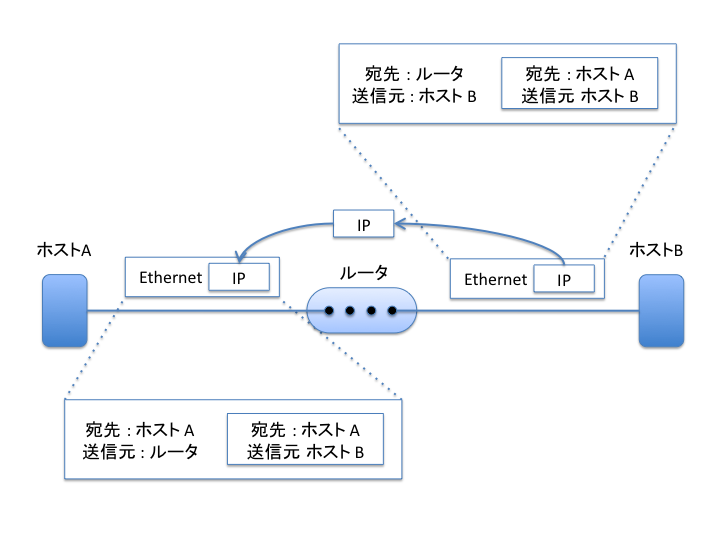 宛先：ルータ
送信元：ホスト B
宛先：ホスト A
送信元 ホスト B
IP
ホストA
ホストB
Ethernet
IP
ルータ
Ethernet
IP
宛先：ホスト A
送信元：ルータ
宛先：ホスト A
送信元 ホスト B